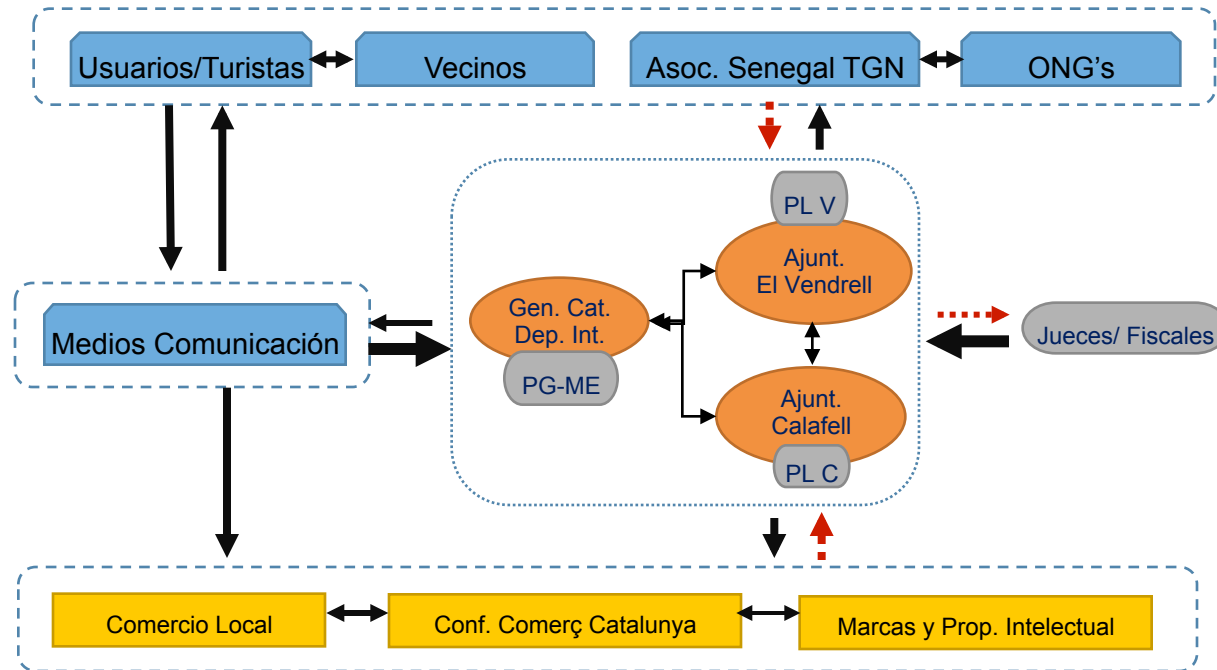 Usuarios/Turistas
Vecinos
Asoc. Senegal TGN
ONG's
PL V
Ajunt.
El Vendrell
Gen. Cat.
Dep. Int.
PG-ME
Jueces/ Fiscales
Medios Comunicación
Ajunt.
Calafell
PL C
Comercio Local
Conf. Comerç Catalunya
Marcas y Prop. Intelectual